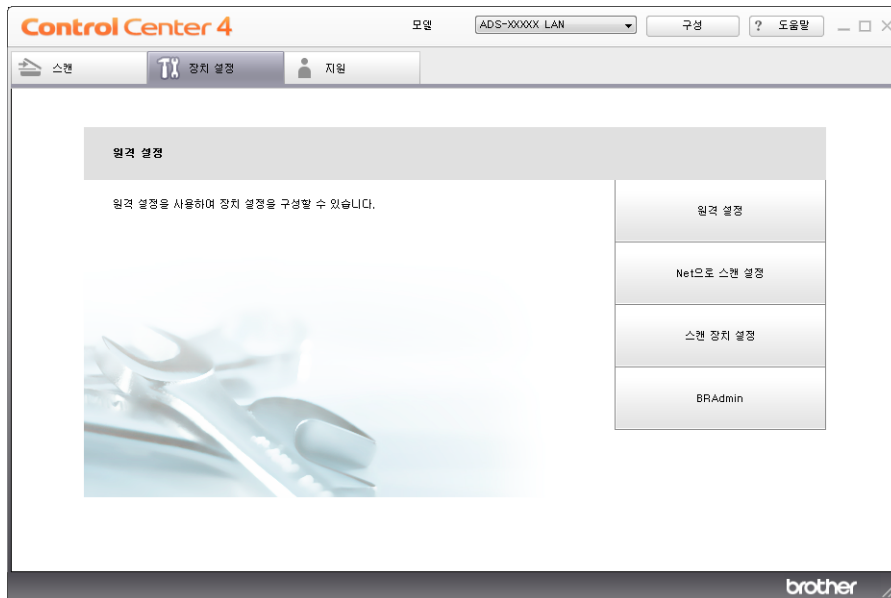 Control Center 4
모델
ADS-XXXXX LAN
구성
? 도움말
스캔
장치 설정
지원
원격 설정
원격 설정을 사용하여 장치 설정을 구성할 수 있습니다.
원격 설정
Net으로 스캔 설정
스캔 장치 설정
BRAdmin
brother